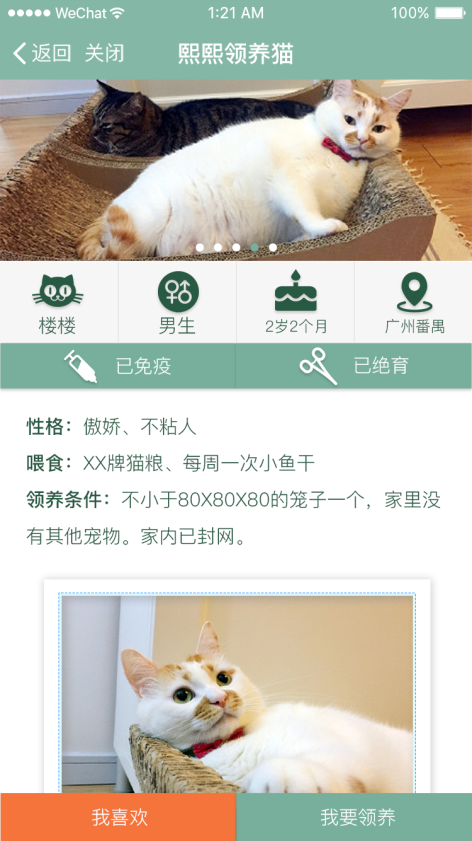 WeChat 1:21 AM 100%
返回 关闭 熙熙领养猫
楼楼 男生 2岁2个月 广州番禺
已免疫 已绝育
性格：傲娇、不粘人
喂食：XX牌猫粮、每周一次小鱼干
领养条件：不小于80X80X80的笼子一个，家里没
有其他宠物。家内已封网。
我喜欢 我要领养